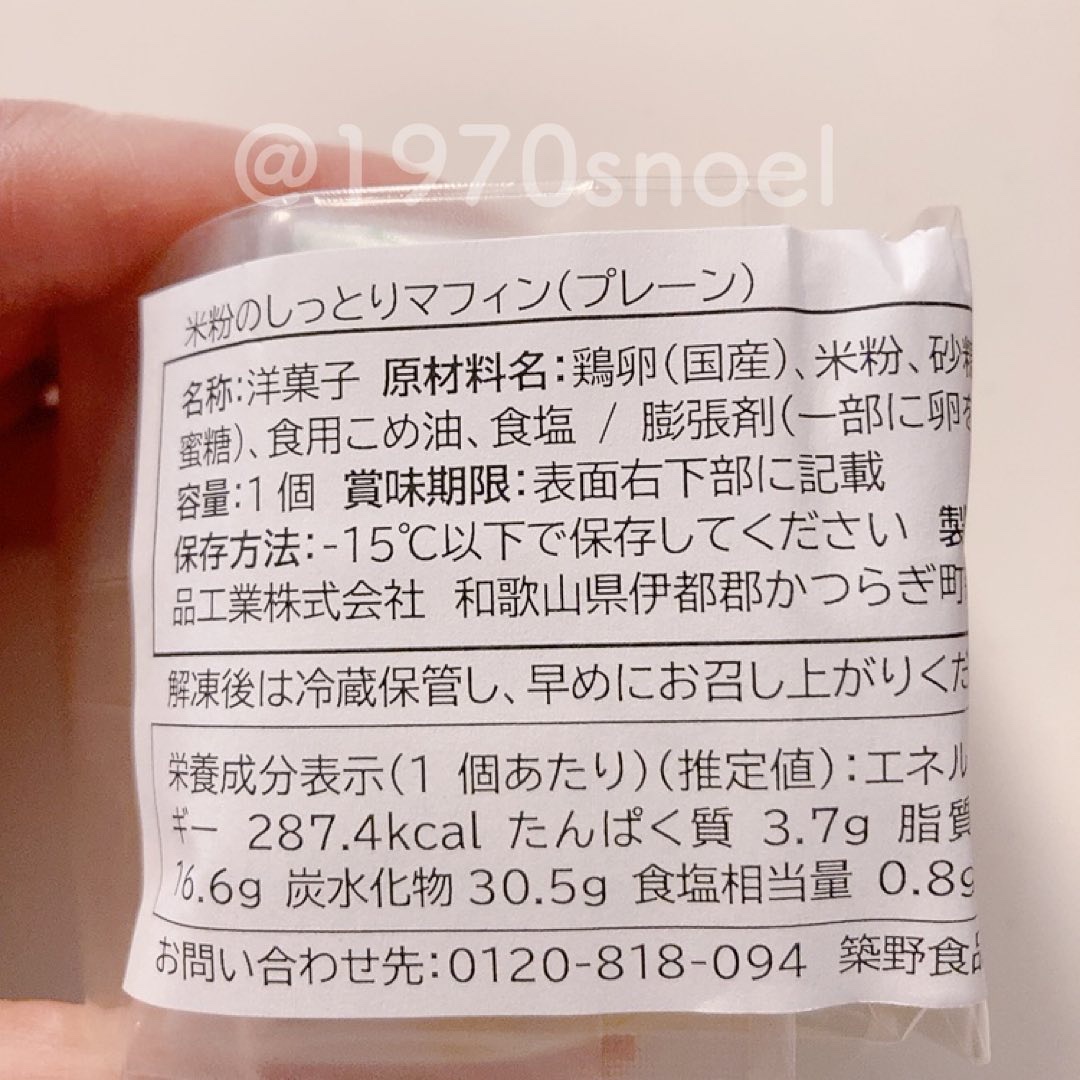 @1970snoel
米粉のしっとりマフィン(プレーン)
名称:洋菓子 原材料名:鶏卵(国産)、米粉、砂糖
蜜糖)、食用こめ油、食塩 / 膨張剤(一部に卵を
容量:1個 賞味期限:表面右下部に記載
保存方法:-15℃以下で保存してください 製
品工業株式会社 和歌山県伊都郡かつらぎ町
解凍後は冷蔵保管し、早めにお召し上がりくだ
栄養成分表示(1 個あたり)(推定値):エネル
ギー 287.4kcal たんぱく質 3.7g 脂質
16.6g 炭水化物 30.5g 食塩相当量 0.8g
お問い合わせ先:0120-818-094 築野食品